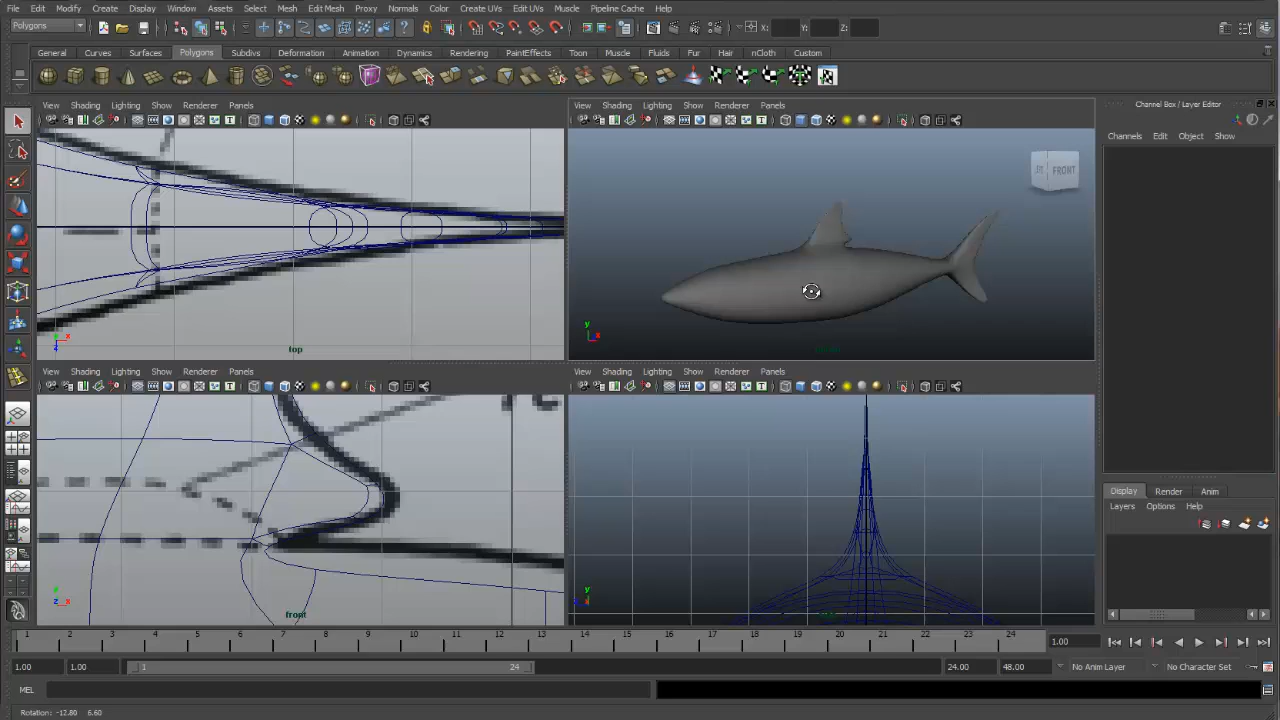 File Edit Modify Create Display Window Assets Select Mesh Edit Mesh Proxy Normals Color Create UVs Edit UVs Muscle Pipeline Cache Help
Polygons X: Y: Z:
General Curves Surfaces Polygons Subdivs Deformation Animation Dynamics Rendering PaintEffects Toon Muscle Fluids Fur Hair nCloth Custom
View Shading Lighting Show Renderer Panels
View Shading Lighting Show Renderer Panels
Channel Box / Layer Editor
Channels Edit Object Show
FRONT
y
x
x
z
top
y
x
View Shading Lighting Show Renderer Panels
View Shading Lighting Show Renderer Panels
Display Render Anim
Layers Options Help
front
y
x
z
y
1 2 3 4 5 6 7 8 9 10 11 12 13 14 15 16 17 18 19 20 21 22 23 24
1.00
1.00 1.00 1 24 24.00 48.00 No Anim Layer No Character Set
MEL
Rotation: -12.80 6.60